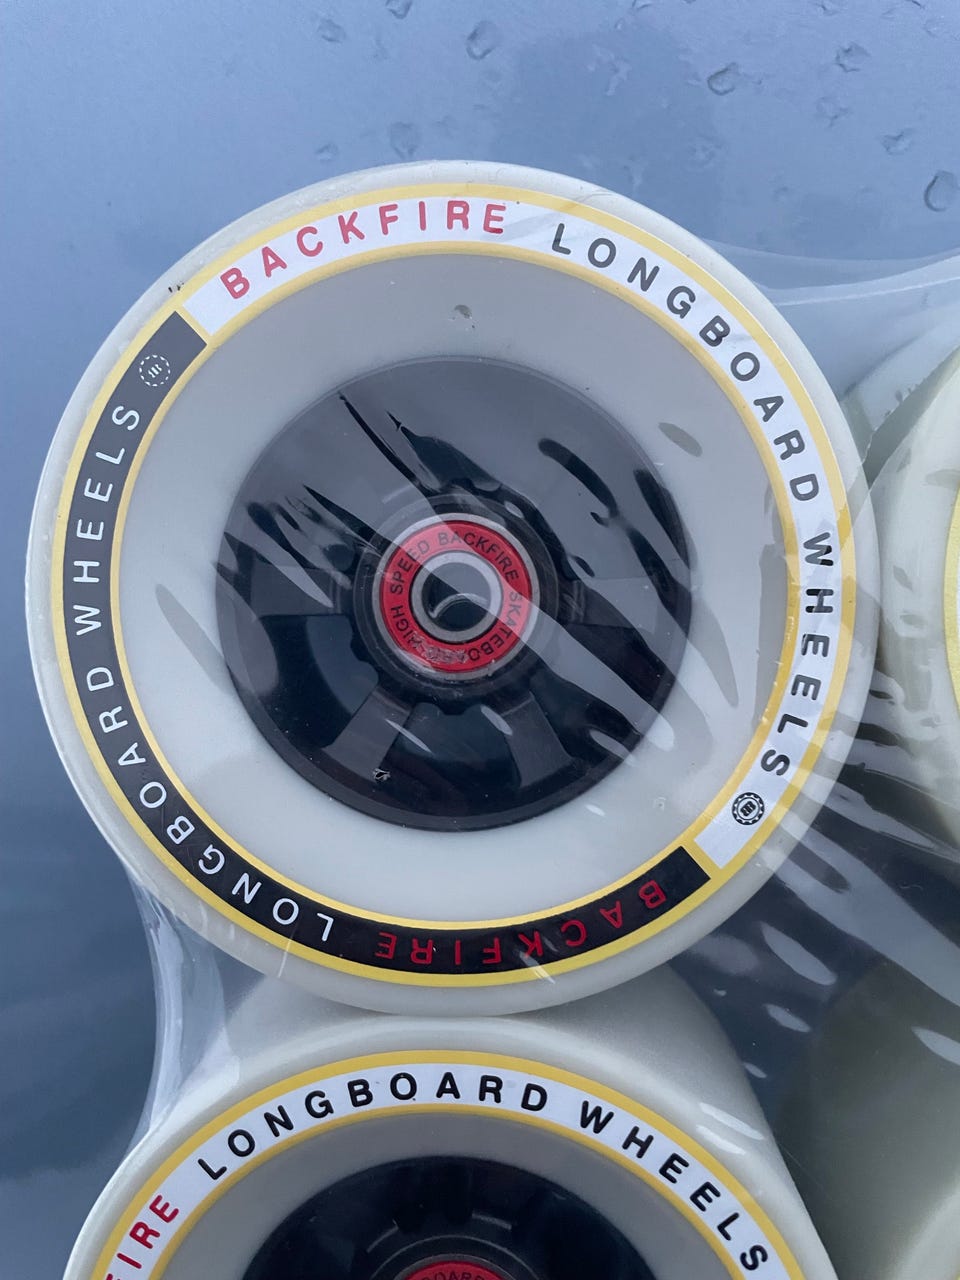 BACKFIRE LONGBOARD WHEELS
BACKFIRE LONGBOARD WHEELS
HIGH SPEED BACKFIRE SKATEBOARD
LONGBOARD WHEELS